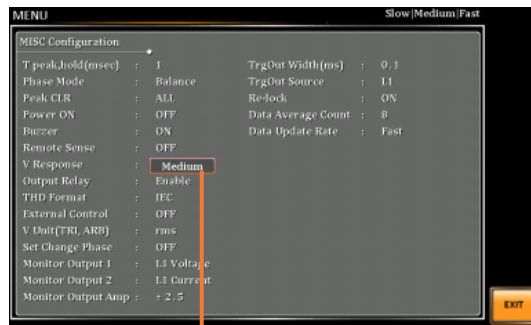 MENU Slow|Medium|Fast
MISC Configuration
T peak,hold(msec) : 1 TrgOut Width(ms) : 0.1
Phase Mode : Balance TrgOut Source : L1
Peak CLR : ALL Re-lock : ON
Power ON : OFF Data Average Count : 8
Buzzer : ON Data Update Rate : Fast
Remote Sense : OFF
V Response : Medium
Output Relay : Enable
THD Format : IEC
External Control : OFF
V Unit(TRI, ARB) : rms
Set Change Phase : OFF
Monitor Output 1 : L1 Voltage
Monitor Output 2 : L1 Current
Monitor Output Amp : ± 2.5
EXIT